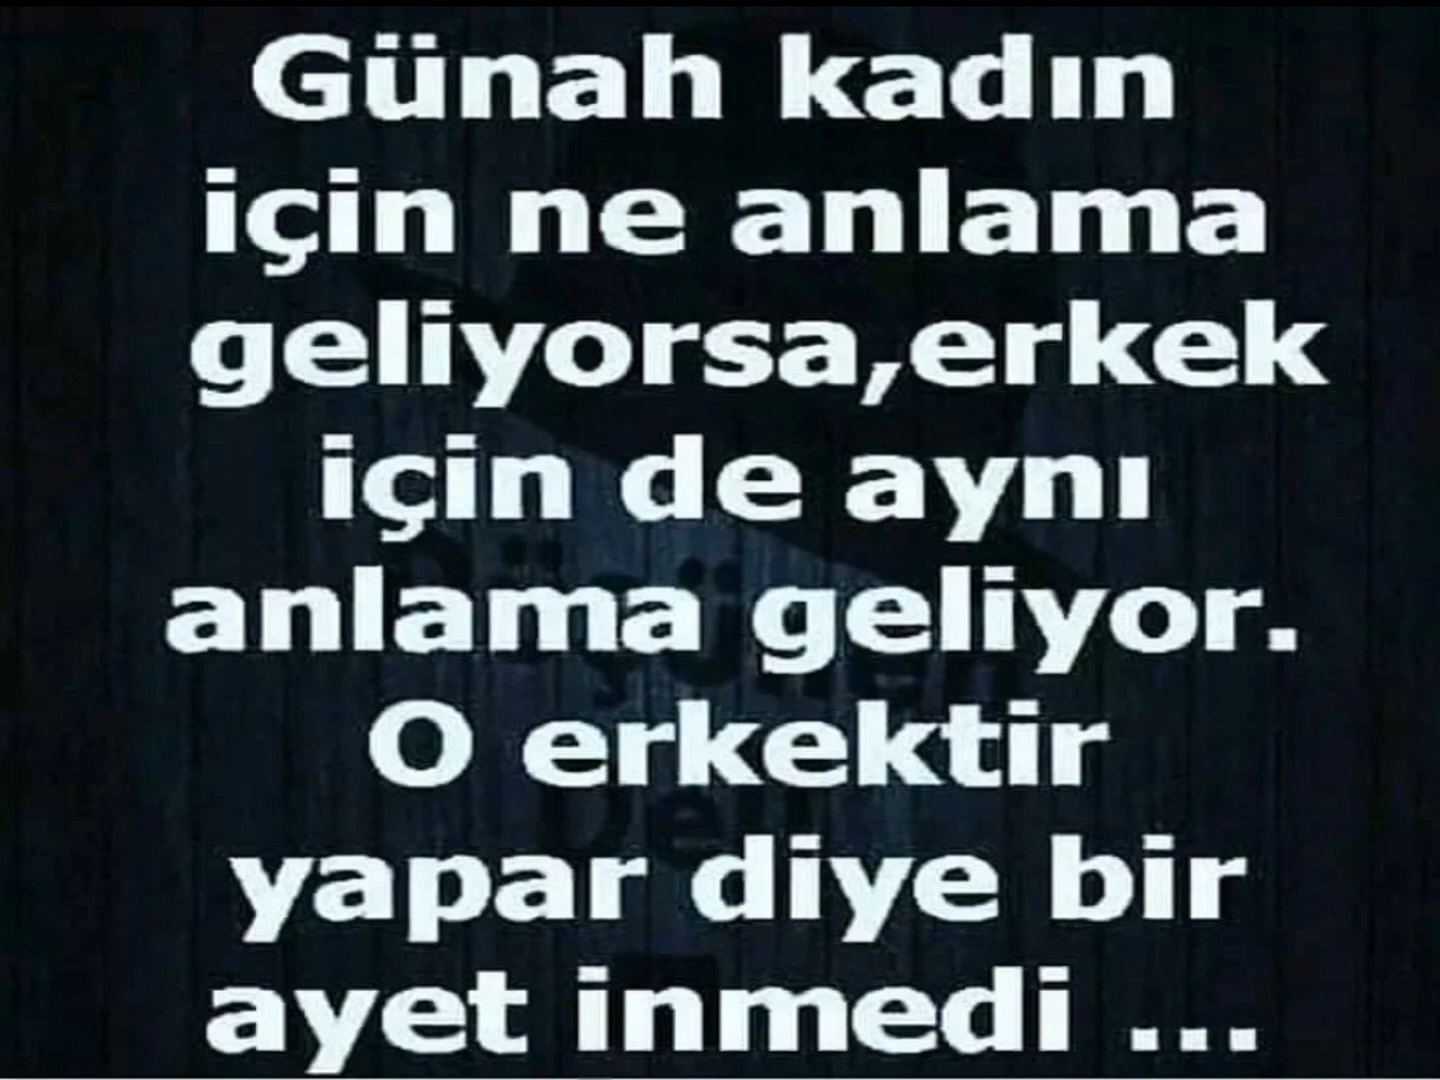 Günah kadın
için ne anlama
geliyorsa,erkek
için de aynı
anlama geliyor.
O erkektir
yapar diye bir
ayet inmedi ...